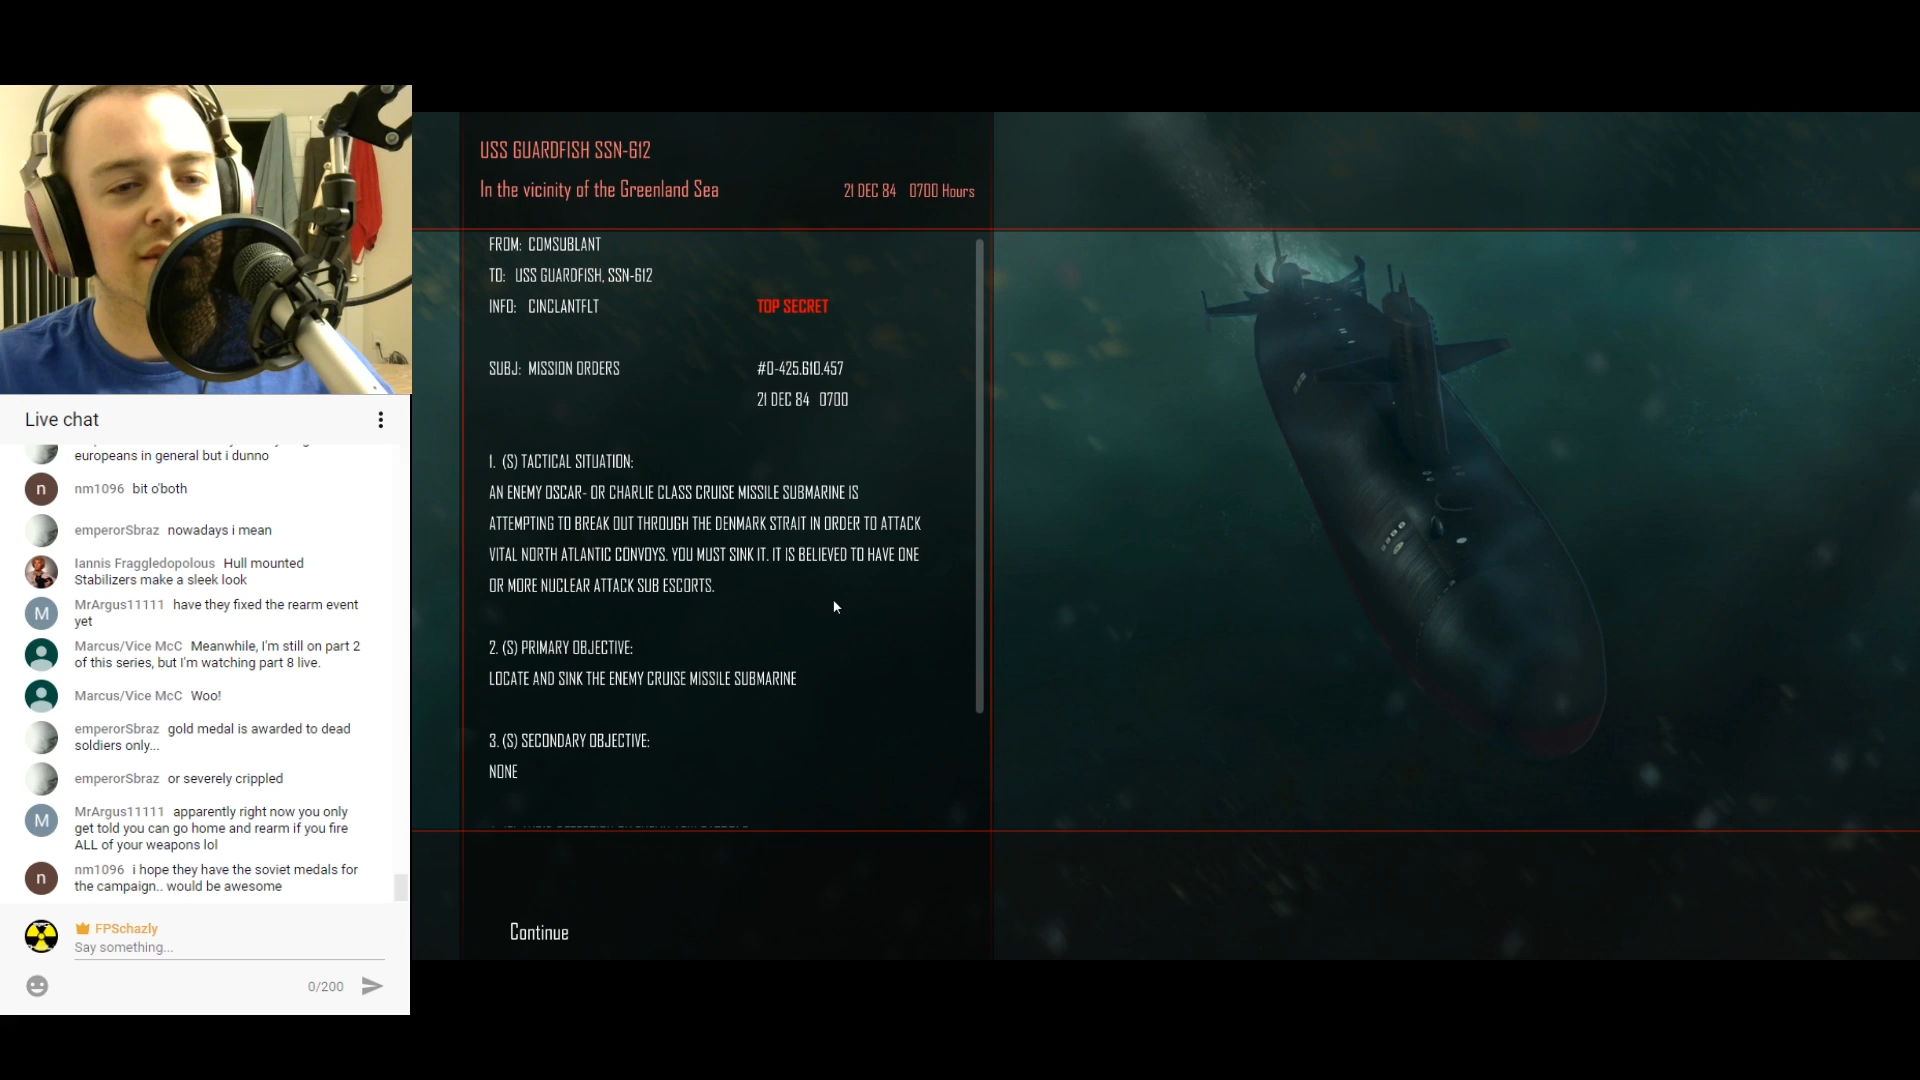 USS GUARDFISH SSN-612
In the vicinity of the Greenland Sea
21 DEC 84 0700 Hours
FROM: COMSUBLANT
TO: USS GUARDFISH, SSN-612
INFO: CINCLANTFLT
TOP SECRET
SUBJ: MISSION ORDERS
#0-425.610.457
21 DEC 84 0700
1. (S) TACTICAL SITUATION:
AN ENEMY OSCAR- OR CHARLIE CLASS CRUISE MISSILE SUBMARINE IS
ATTEMPTING TO BREAK OUT THROUGH THE DENMARK STRAIT IN ORDER TO ATTACK
VITAL NORTH ATLANTIC CONVOYS. YOU MUST SINK IT. IT IS BELIEVED TO HAVE ONE
OR MORE NUCLEAR ATTACK SUB ESCORTS.
2. (S) PRIMARY OBJECTIVE:
LOCATE AND SINK THE ENEMY CRUISE MISSILE SUBMARINE
3. (S) SECONDARY OBJECTIVE:
NONE
Continue
Live chat
europeans in general but i dunno
n
nm1096 bit o'both
emperorSbraz nowadays i mean
Iannis Fraggledopolous Hull mounted
Stabilizers make a sleek look
M
MrArgus11111 have they fixed the rearm event
yet
Marcus/Vice McC Meanwhile, I'm still on part 2
of this series, but I'm watching part 8 live.
Marcus/Vice McC Woo!
emperorSbraz gold medal is awarded to dead
soldiers only...
emperorSbraz or severely crippled
M
MrArgus11111 apparently right now you only
get told you can go home and rearm if you fire
ALL of your weapons lol
n
nm1096 i hope they have the soviet medals for
the campaign.. would be awesome
FPSchazly
Say something...
0/200